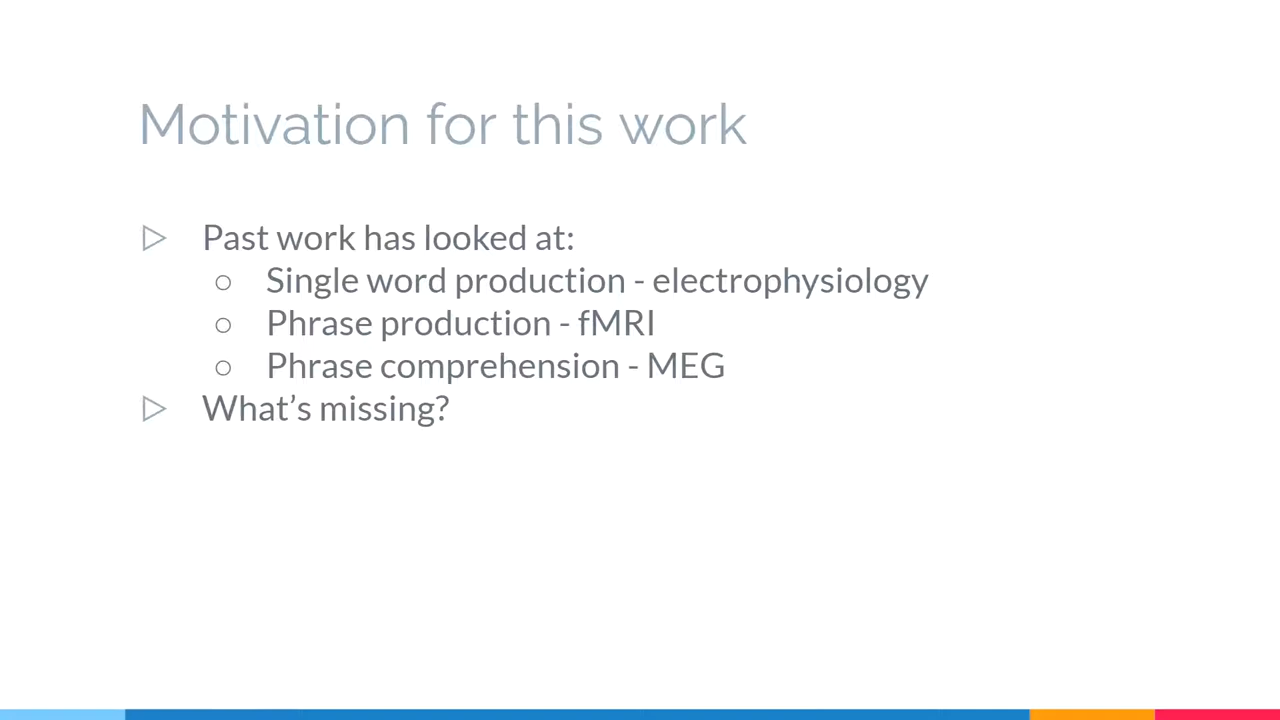 Motivation for this work
▷ Past work has looked at:
○ Single word production - electrophysiology
○ Phrase production - fMRI
○ Phrase comprehension - MEG
▷ What’s missing?